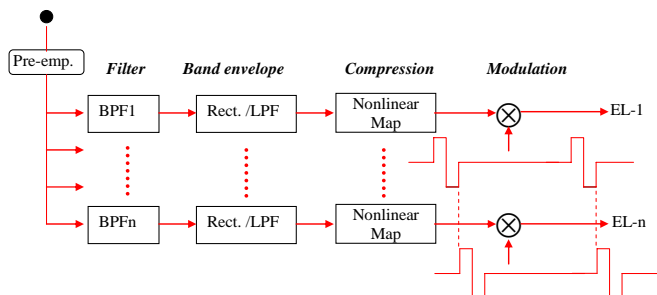 Pre-emp.
Filter
Band envelope
Compression
Modulation
BPF1
Rect. /LPF
Nonlinear
Map
EL-1
BPFn
Rect. /LPF
Nonlinear
Map
EL-n